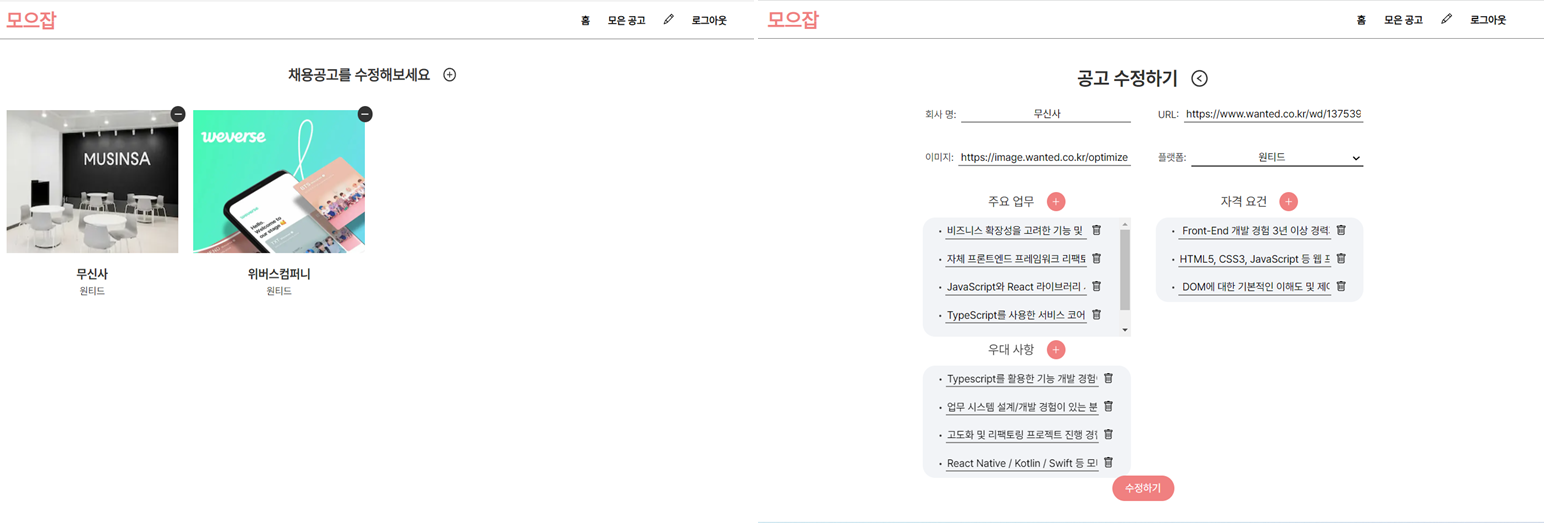 모으잡
홈 모은 공고 로그아웃
채용공고를 수정해보세요
MUSINSA
weverse
weverse
Hello,
Welcome to
our stage
무신사
원티드
위버스컴퍼니
원티드
모으잡
홈 모은 공고 로그아웃
공고 수정하기
회사 명: 무신사
URL: https://www.wanted.co.kr/wd/137539
이미지: https://image.wanted.co.kr/optimize
플랫폼: 원티드
주요 업무 +
• 비즈니스 확장성을 고려한 기능 및
• 자체 프론트엔드 프레임워크 리팩토
• JavaScript와 React 라이브러리
• TypeScript를 사용한 서비스 코어
자격 요건 +
• Front-End 개발 경험 3년 이상 경력
• HTML5, CSS3, JavaScript 등 웹
• DOM에 대한 기본적인 이해도 및 제어
우대 사항 +
• Typescript를 활용한 기능 개발 경험
• 업무 시스템 설계/개발 경험이 있는 분
• 고도화 및 리팩토링 프로젝트 진행 경험
• React Native / Kotlin / Swift 등 모
수정하기